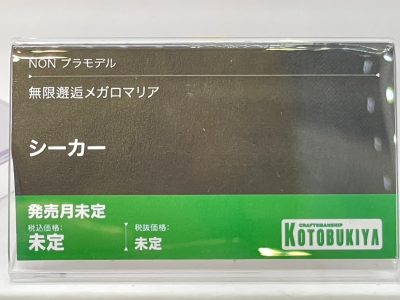 NON プラモデル
無限邂逅メガロマリア
シーカー
発売月未定
税込価格:
未定
税抜価格:
未定
CRAFTSMANSHIP
KOTOBUKIYA